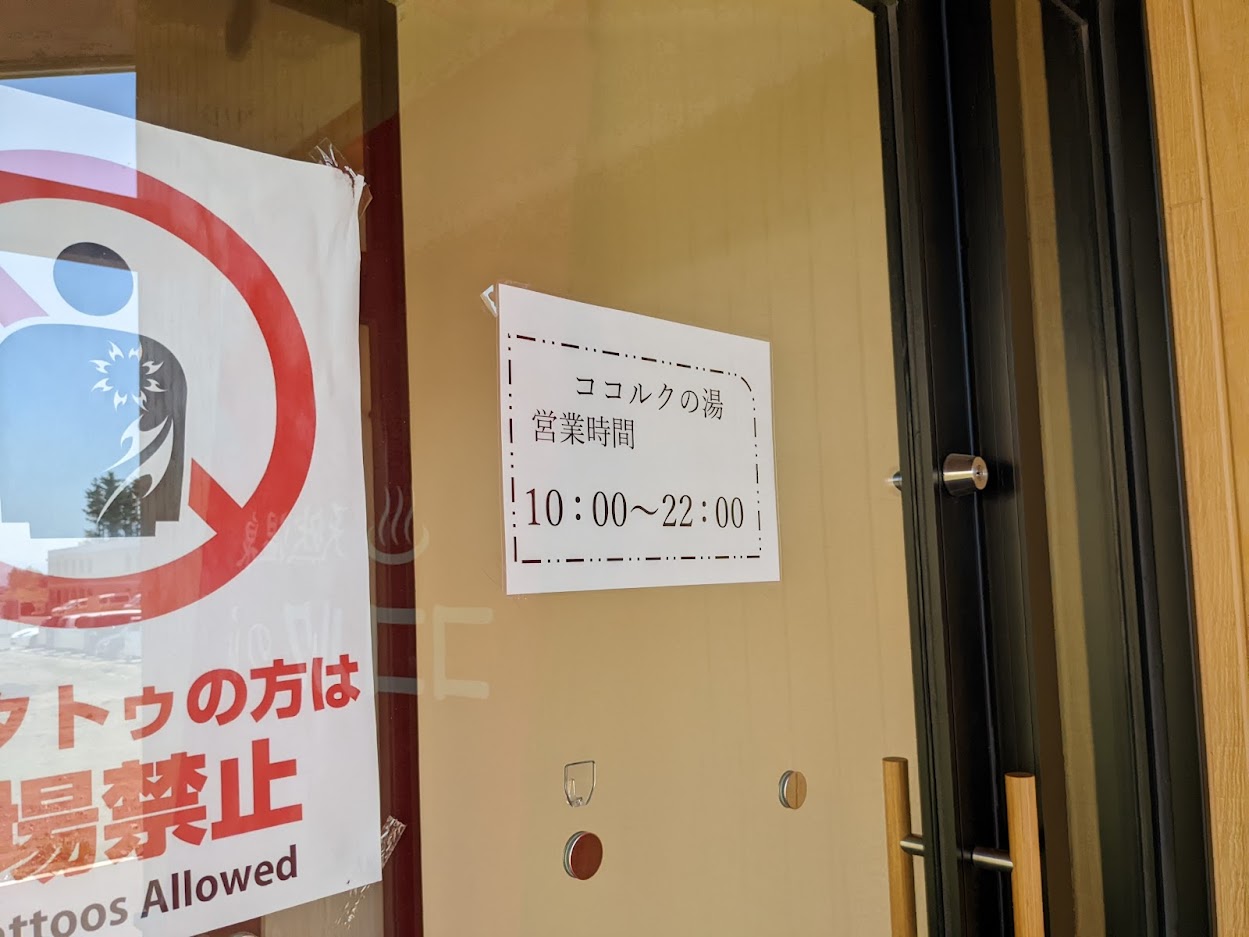 ココルクの湯
営業時間
10:00～22:00
タトゥの方は
場禁止
attoos Allowed